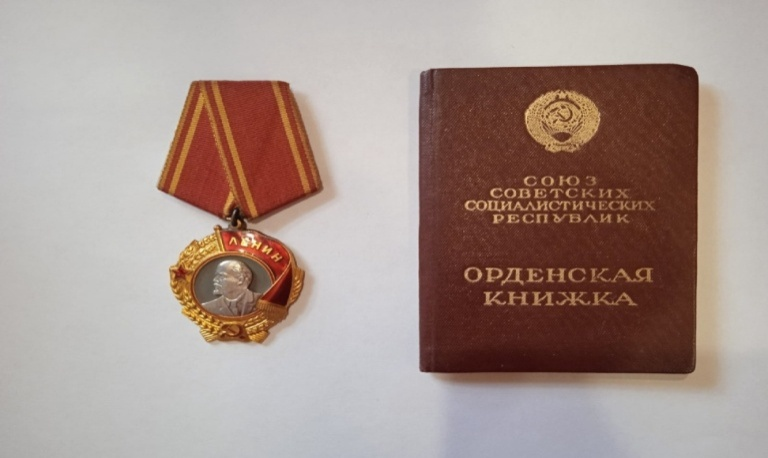 ЛЕНИН
СОЮЗ
СОВЕТСКИХ
СОЦИАЛИСТИЧЕСКИХ
РЕСПУБЛИК
ОРДЕНСКАЯ
КНИЖКА